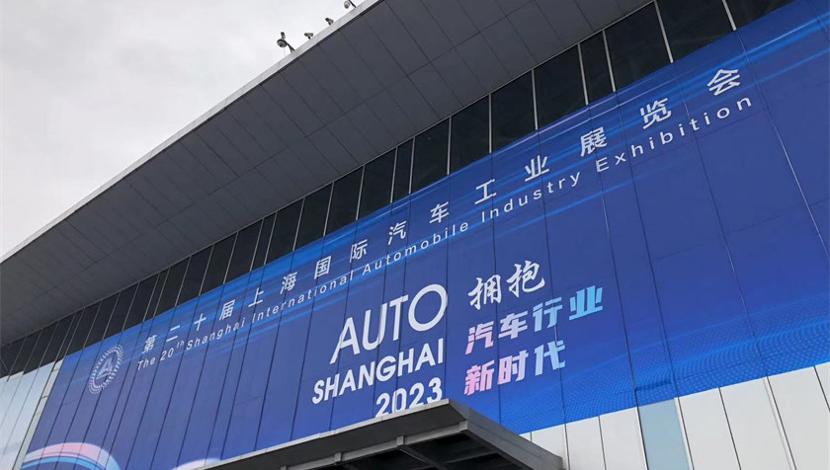 第二十届上海国际汽车工业展览会
The 20th Shanghai International Automobile Industry Exhibition
AUTO
SHANGHAI
2023
拥抱
汽车行业
新时代